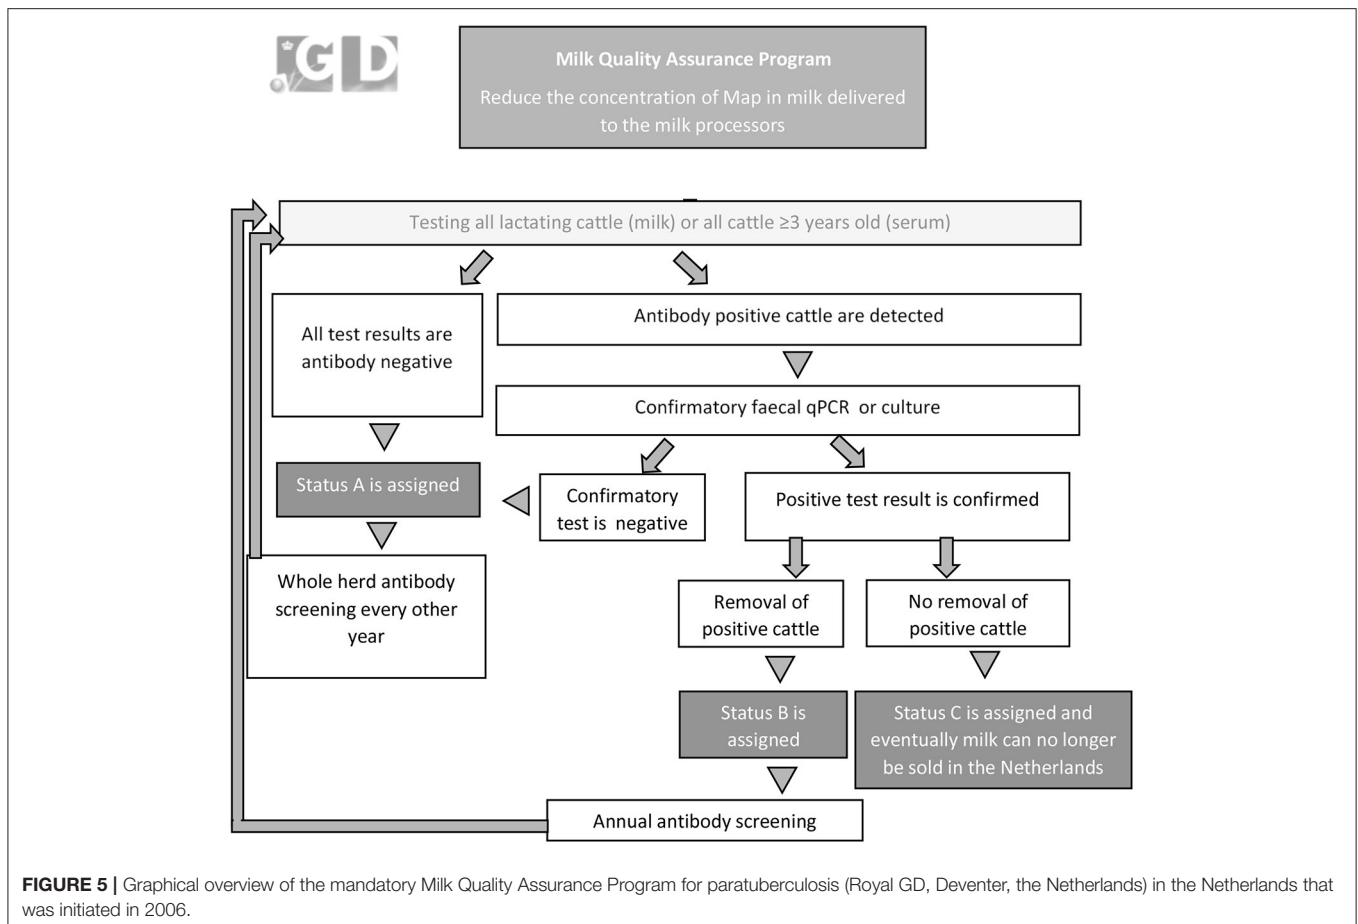 GD
Milk Quality Assurance Program
Reduce the concentration of Map in milk delivered
to the milk processors
Testing all lactating cattle (milk) or all cattle ≥3 years old (serum)
All test results are
antibody negative
Antibody positive cattle are detected
Confirmatory faecal qPCR or culture
Status A is assigned
Confirmatory
test is negative
Positive test result is confirmed
Whole herd antibody
screening every other
year
Removal of
positive cattle
No removal of
positive cattle
Status B is
assigned
Status C is assigned and
eventually milk can no longer
be sold in the Netherlands
Annual antibody screening
FIGURE 5 | Graphical overview of the mandatory Milk Quality Assurance Program for paratuberculosis (Royal GD, Deventer, the Netherlands) in the Netherlands that
was initiated in 2006.